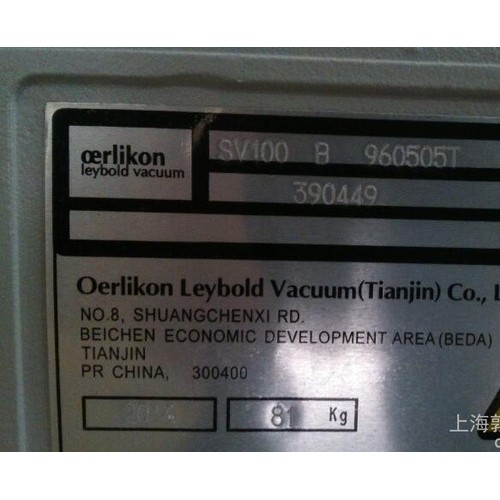 œrlikon
leybold vacuum
SV100 B 960505T
390449
Oerlikon Leybold Vacuum(Tianjin) Co., L
NO.8, SHUANGCHENXI RD.
BEICHEN ECONOMIC DEVELOPMENT AREA(BEDA)
TIANJIN
PR CHINA, 300400
81 Kg
上海